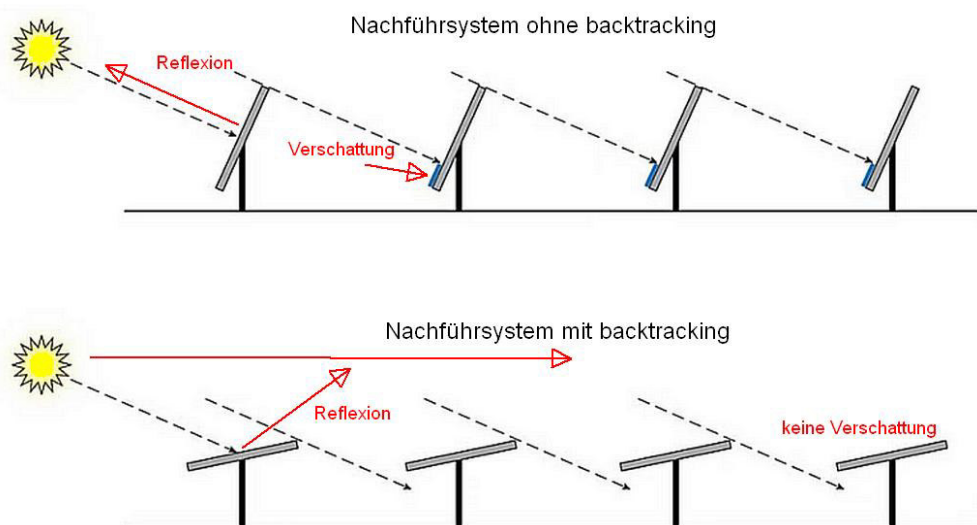 Nachführsystem ohne backtracking
Reflexion
Verschattung
Nachführsystem mit backtracking
Reflexion
keine Verschattung